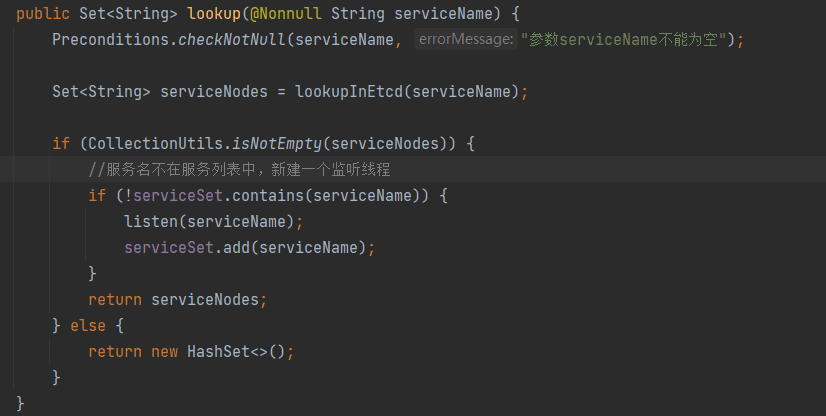 public Set<String> lookup(@Nonnull String serviceName) {
Preconditions.checkNotNull(serviceName, errorMessage: "参数serviceName不能为空");
Set<String> serviceNodes = lookupInEtcd(serviceName);
if (CollectionUtils.isNotEmpty(serviceNodes)) {
//服务名不在服务列表中，新建一个监听线程
if (!serviceSet.contains(serviceName)) {
listen(serviceName);
serviceSet.add(serviceName);
}
return serviceNodes;
} else {
return new HashSet<>();
}
}